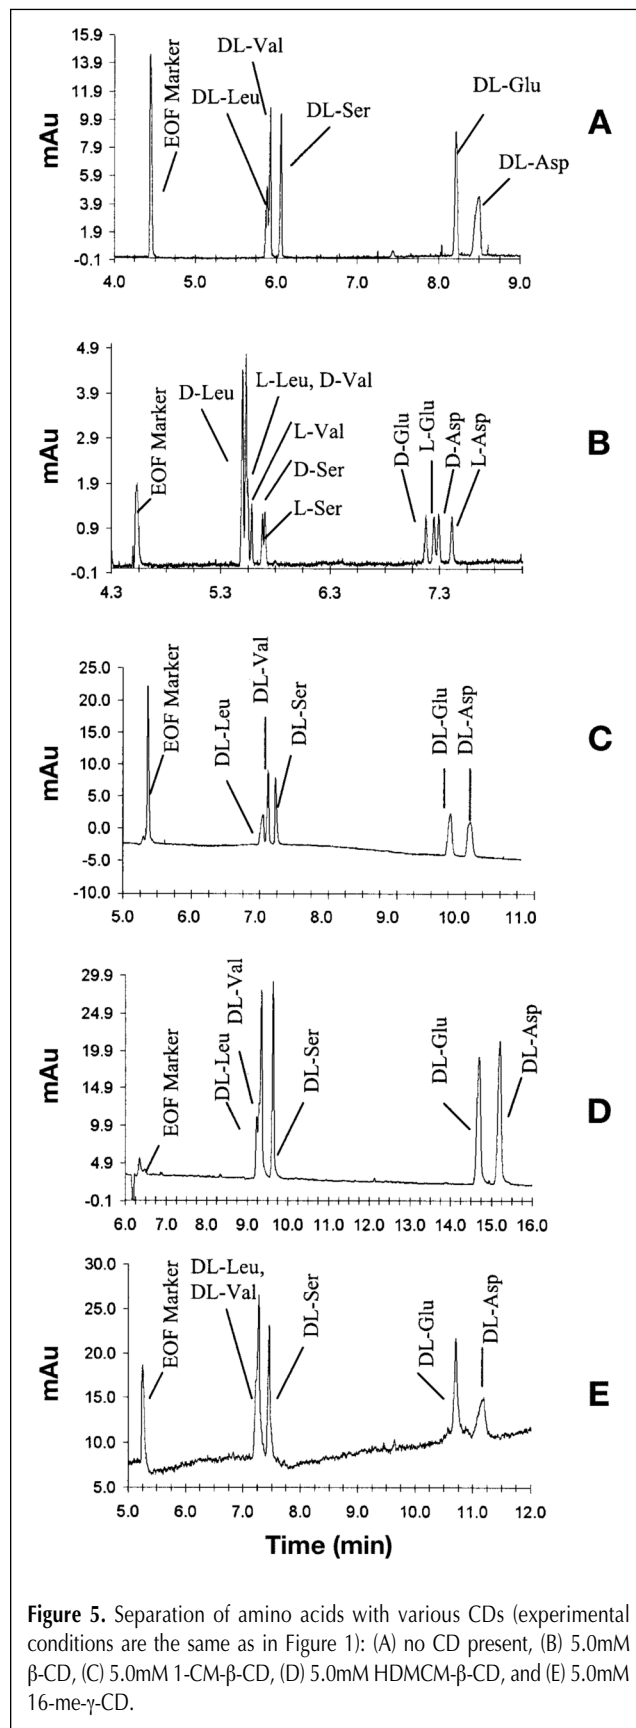 15.9
13.9
11.9
9.9
7.9
5.9
3.9
1.9
-0.1
mAu
EOF Marker
DL-Leu
DL-Val
DL-Ser
DL-Glu
DL-Asp
A
4.0 5.0 6.0 7.0 8.0 9.0
4.9
3.9
2.9
1.9
0.9
-0.1
mAu
EOF Marker
D-Leu
L-Leu, D-Val
L-Val
D-Ser
L-Ser
D-Glu
L-Glu
D-Asp
L-Asp
B
4.3 5.3 6.3 7.3
25.0
20.0
15.0
10.0
5.0
0.0
-5.0
-10.0
mAu
EOF Marker
DL-Leu
DL-Val
DL-Ser
DL-Glu
DL-Asp
C
5.0 6.0 7.0 8.0 9.0 10.0 11.0
29.9
24.9
19.9
14.9
9.9
4.9
-0.1
mAu
EOF Marker
DL-Leu
DL-Val
DL-Ser
DL-Glu
DL-Asp
D
6.0 7.0 8.0 9.0 10.0 11.0 12.0 13.0 14.0 15.0 16.0
30.0
25.0
20.0
15.0
10.0
5.0
mAu
EOF Marker
DL-Leu,
DL-Val
DL-Ser
DL-Glu
DL-Asp
E
5.0 6.0 7.0 8.0 9.0 10.0 11.0 12.0
Time (min)
Figure 5. Separation of amino acids with various CDs (experimental
conditions are the same as in Figure 1): (A) no CD present, (B) 5.0mM
β-CD, (C) 5.0mM 1-CM-β-CD, (D) 5.0mM HDMCM-β-CD, and (E) 5.0mM
16-me-γ-CD.